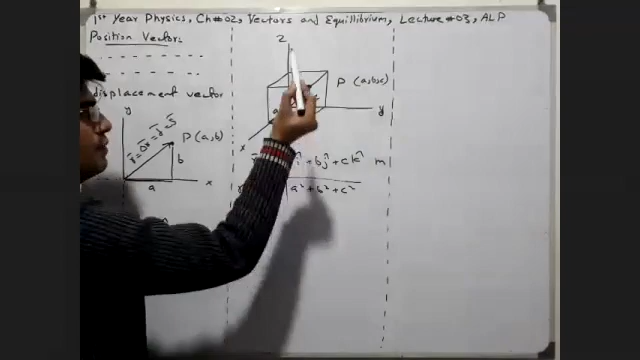 1st Year Physics, Ch#02, Vectors and Equilibrium, Lecture #03, ALP
Position Vector:
displacement vector
y
P (a,b)
b
a
x
z
P (a,b,c)
a
y
x
î + bĵ + ck̂ m
a² + b² + c²